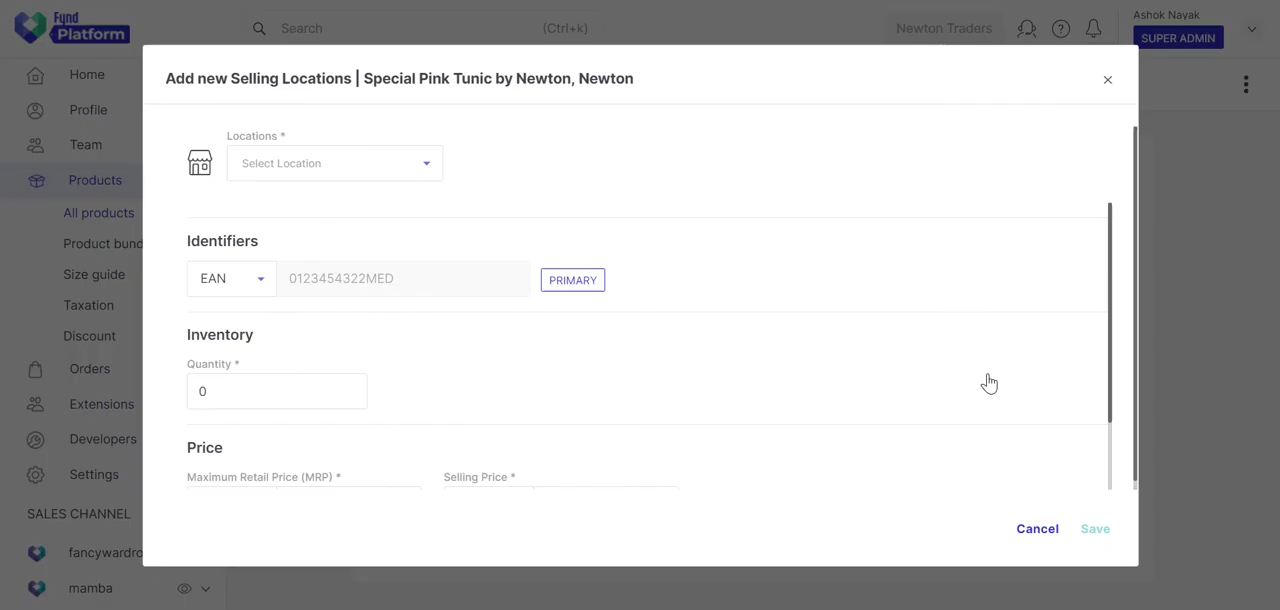 Fynd
Platform
Search
(Ctrl+k)
Newton Traders
Ashok Nayak
SUPER ADMIN
Home
Profile
Team
Products
All products
Product bund
Size guide
Taxation
Discount
Orders
Extensions
Developers
Settings
SALES CHANNEL
fancywardro
mamba
Add new Selling Locations | Special Pink Tunic by Newton, Newton
Locations *
Select Location
Identifiers
EAN
0123454322MED
PRIMARY
Inventory
Quantity *
0
Price
Maximum Retail Price (MRP) *
Selling Price *
Cancel
Save